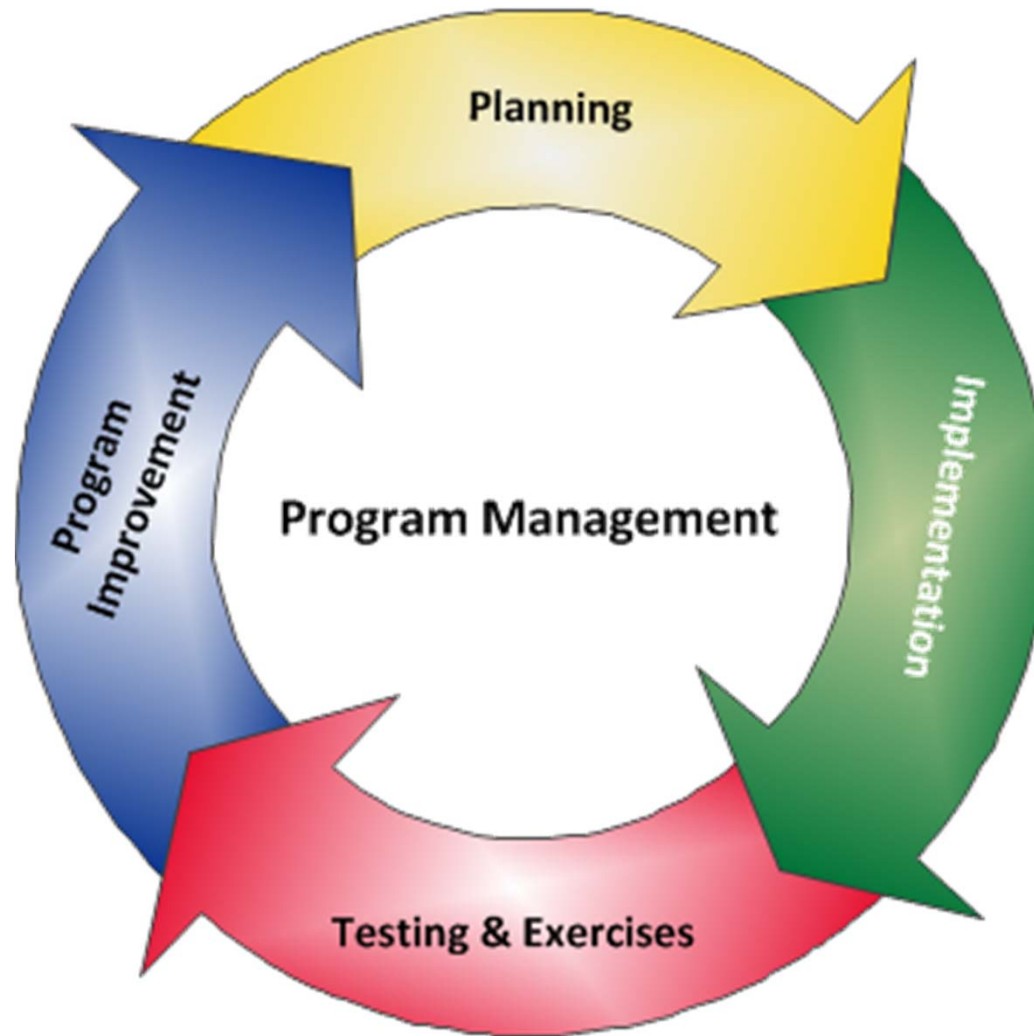 Planning
Implementation
Program Management
Program
Improvement
Testing & Exercises